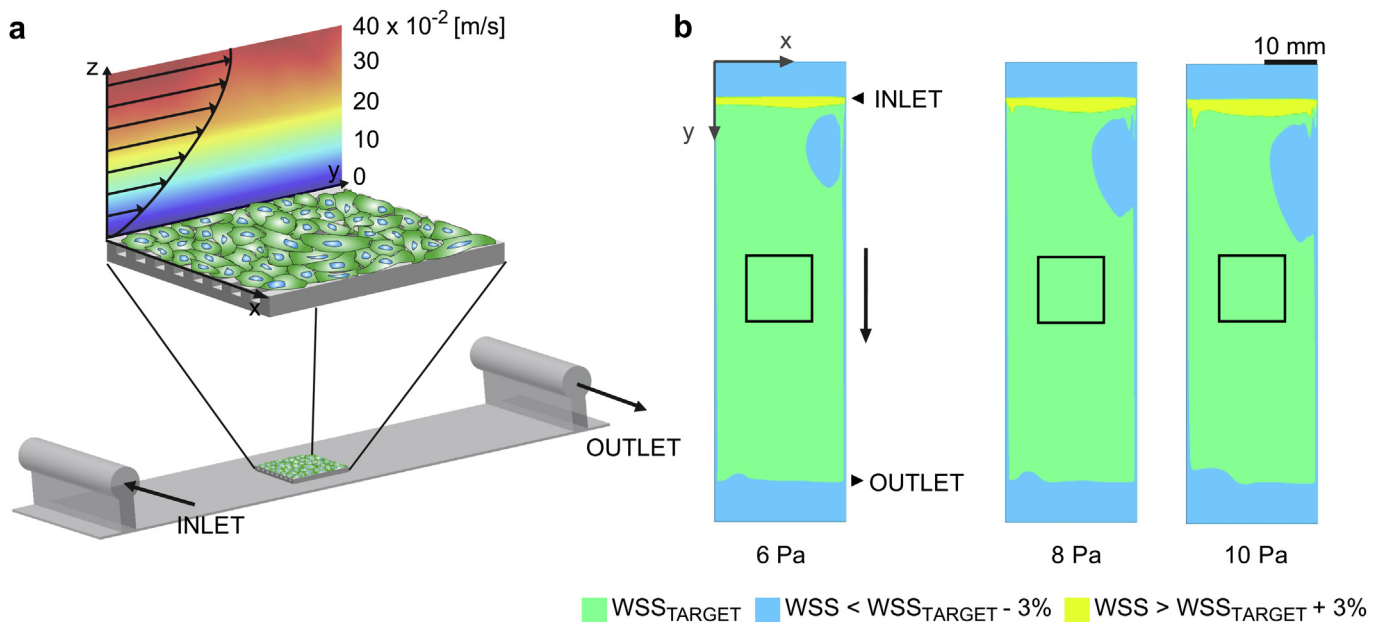 a
40 x 10⁻² [m/s]
30
20
10
0
z
y
x
INLET
OUTLET
b
x
y
10 mm
INLET
OUTLET
6 Pa
8 Pa
10 Pa
WSS_TARGET
WSS < WSS_TARGET - 3%
WSS > WSS_TARGET + 3%